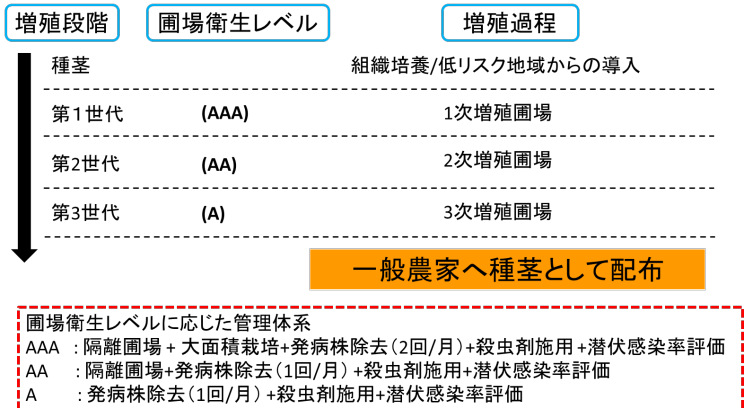 増殖段階 圃場衛生レベル 増殖過程
種茎 組織培養/低リスク地域からの導入
第１世代 (AAA) 1次増殖圃場
第2世代 (AA) 2次増殖圃場
第3世代 (A) 3次増殖圃場
一般農家へ種茎として配布
圃場衛生レベルに応じた管理体系
AAA ：隔離圃場＋大面積栽培+発病株除去（2回/月）+殺虫剤施用＋潜伏感染率評価
AA ：隔離圃場+発病株除去（1回/月）＋殺虫剤施用+潜伏感染率評価
A ：発病株除去（1回/月）＋殺虫剤施用+潜伏感染率評価